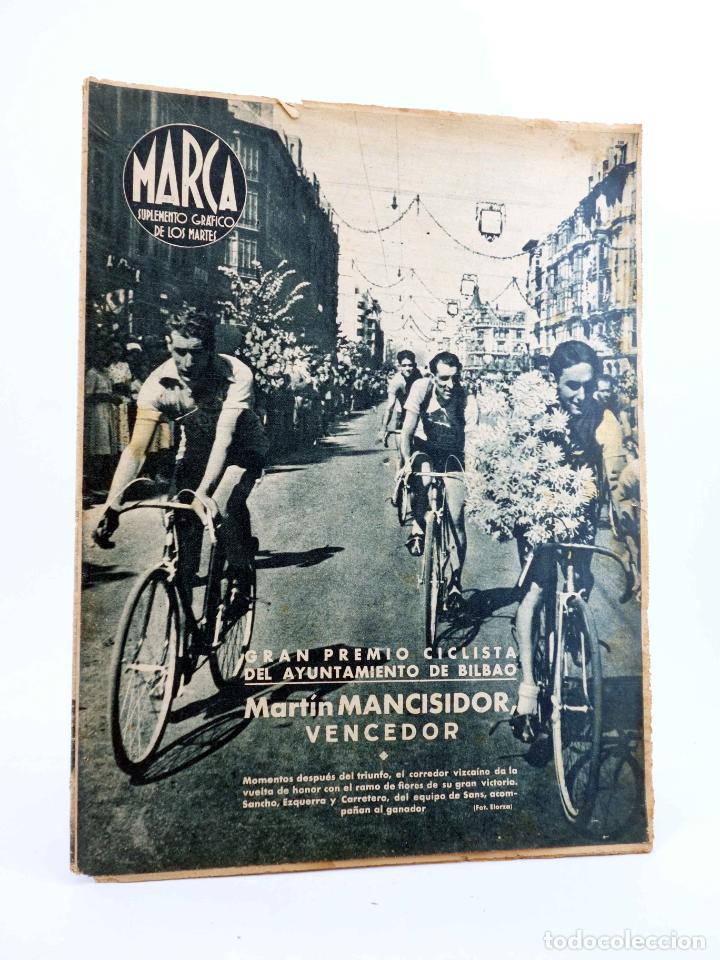 MARCA
SUPLEMENTO GRÁFICO
DE LOS MARTES
GRAN PREMIO CICLISTA
DEL AYUNTAMIENTO DE BILBAO
Martín MANCISIDOR,
VENCEDOR
Momentos después del triunfo, el corredor vizcaíno da la
vuelta de honor con el ramo de flores de su gran victoria.
Sancho, Ezquerra y Carretero, del equipo de Sans, acom-
pañan al ganador
(Fot. Elorza)
todocoleccion